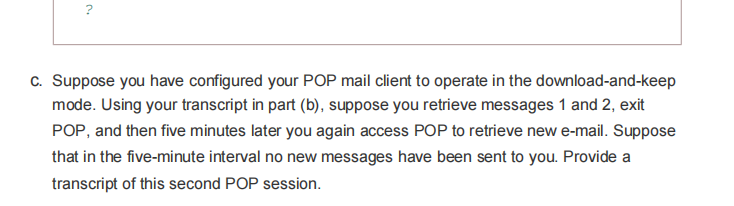 ?
c. Suppose you have configured your POP mail client to operate in the download-and-keep
mode. Using your transcript in part (b), suppose you retrieve messages 1 and 2, exit
POP, and then five minutes later you again access POP to retrieve new e-mail. Suppose
that in the five-minute interval no new messages have been sent to you. Provide a
transcript of this second POP session.